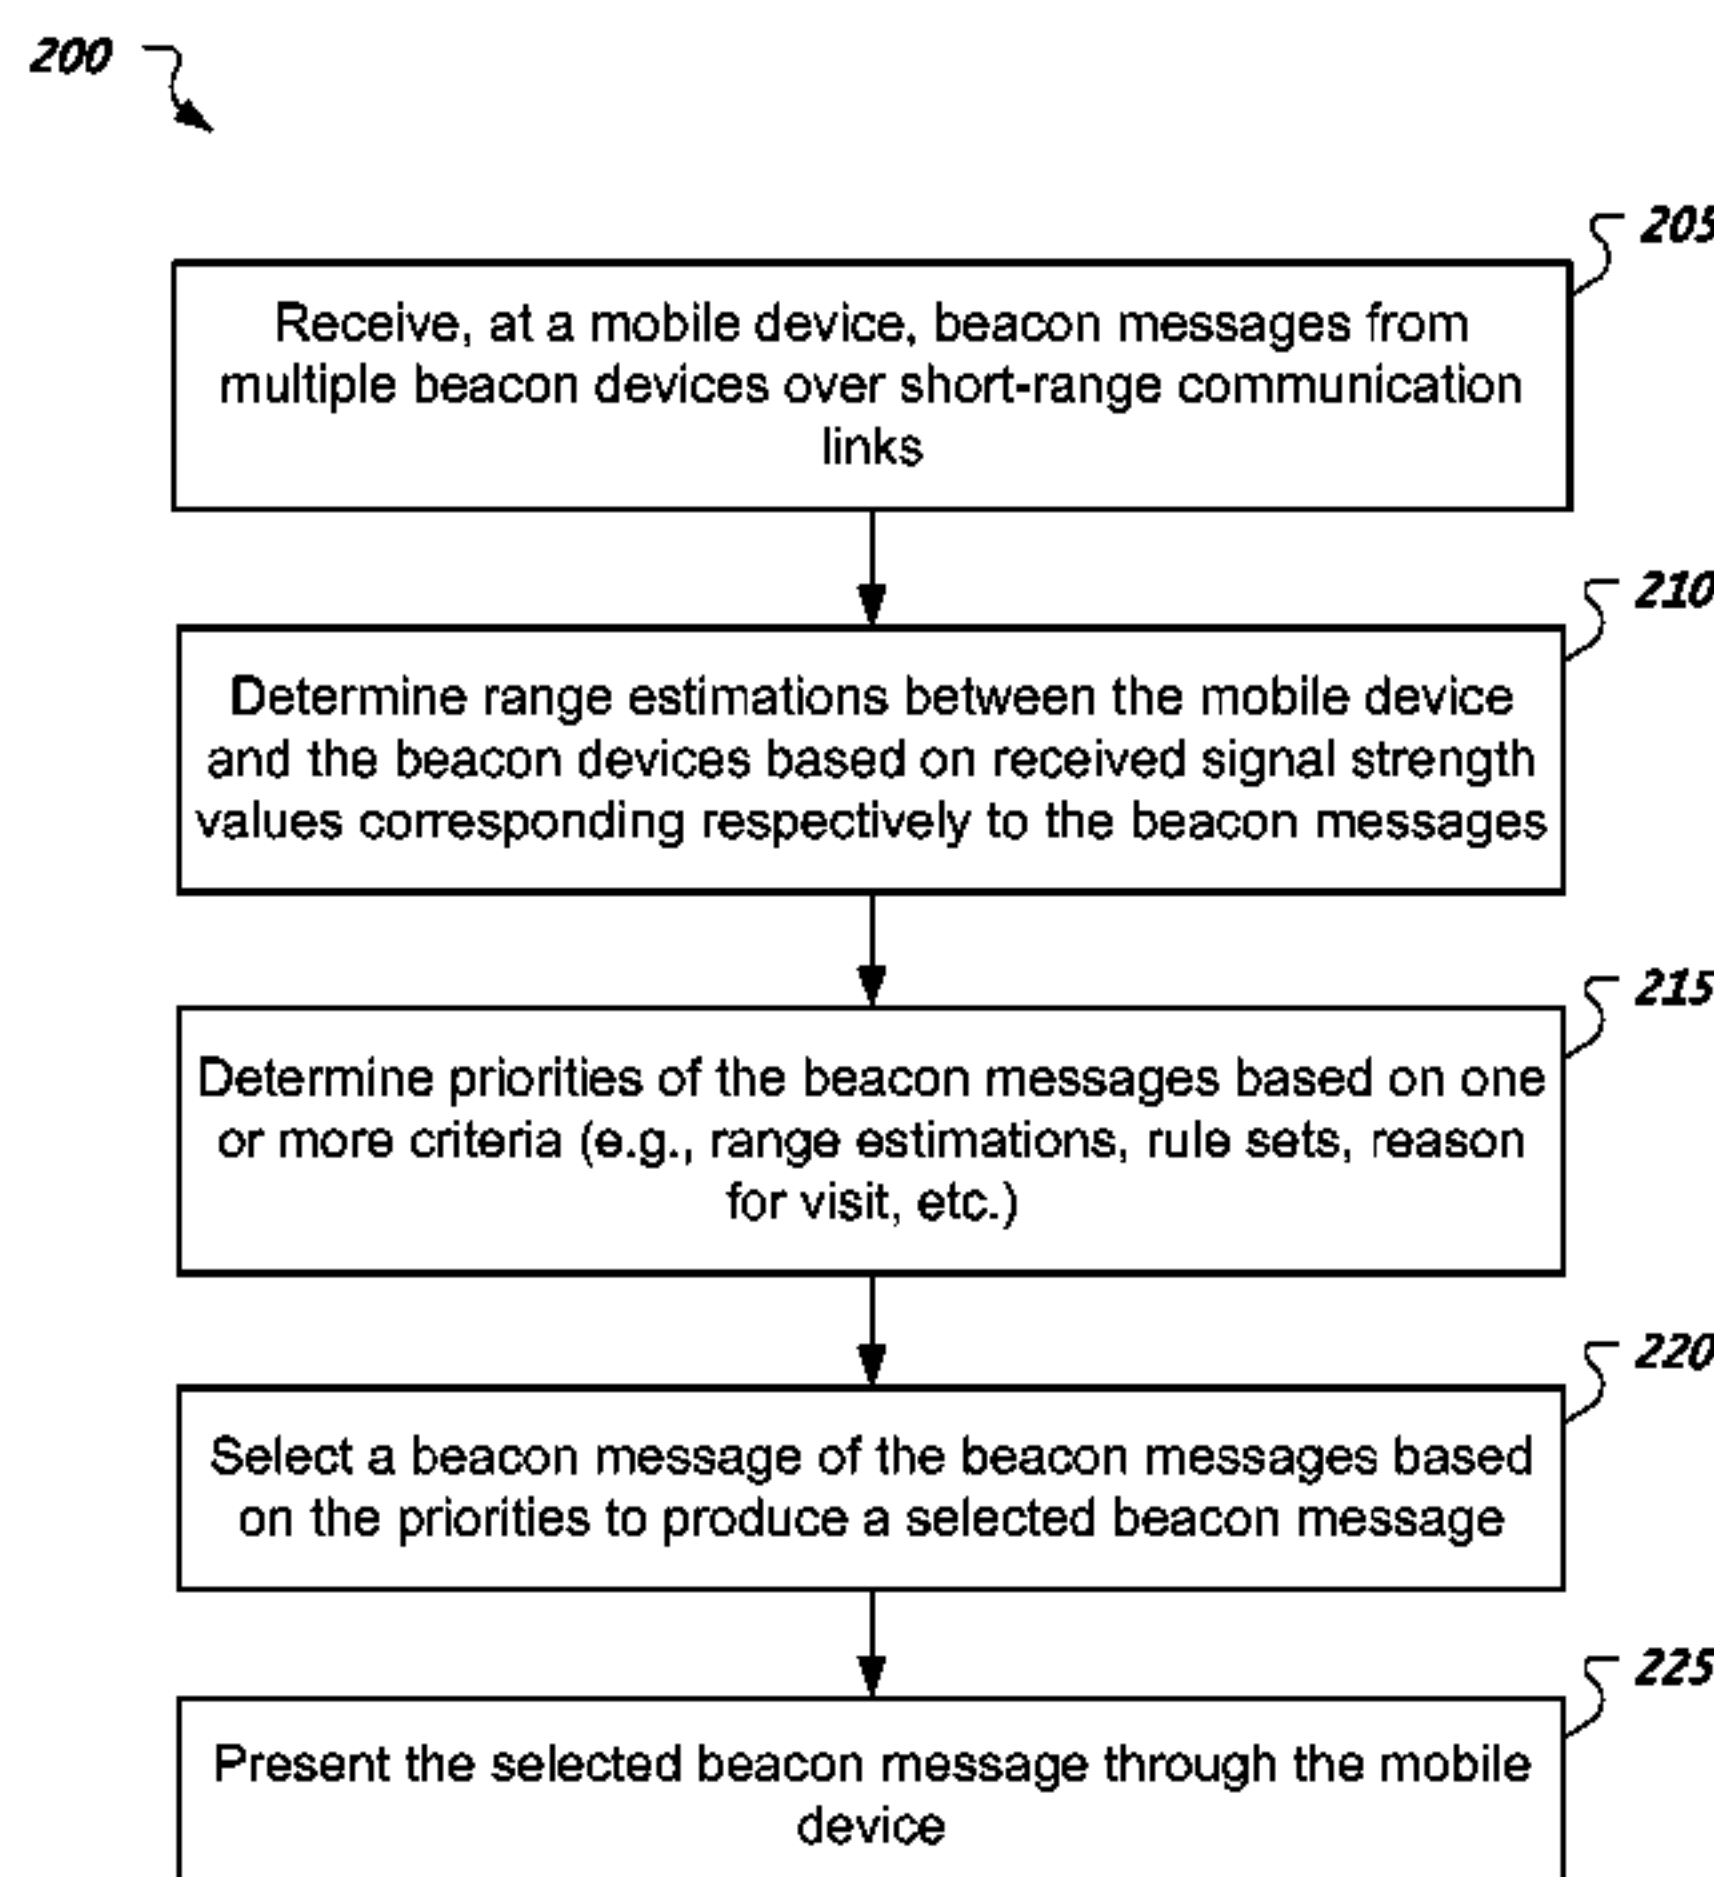 200
205
Receive, at a mobile device, beacon messages from
multiple beacon devices over short-range communication
links
210
Determine range estimations between the mobile device
and the beacon devices based on received signal strength
values corresponding respectively to the beacon messages
215
Determine priorities of the beacon messages based on one
or more criteria (e.g., range estimations, rule sets, reason
for visit, etc.)
220
Select a beacon message of the beacon messages based
on the priorities to produce a selected beacon message
225
Present the selected beacon message through the mobile
device